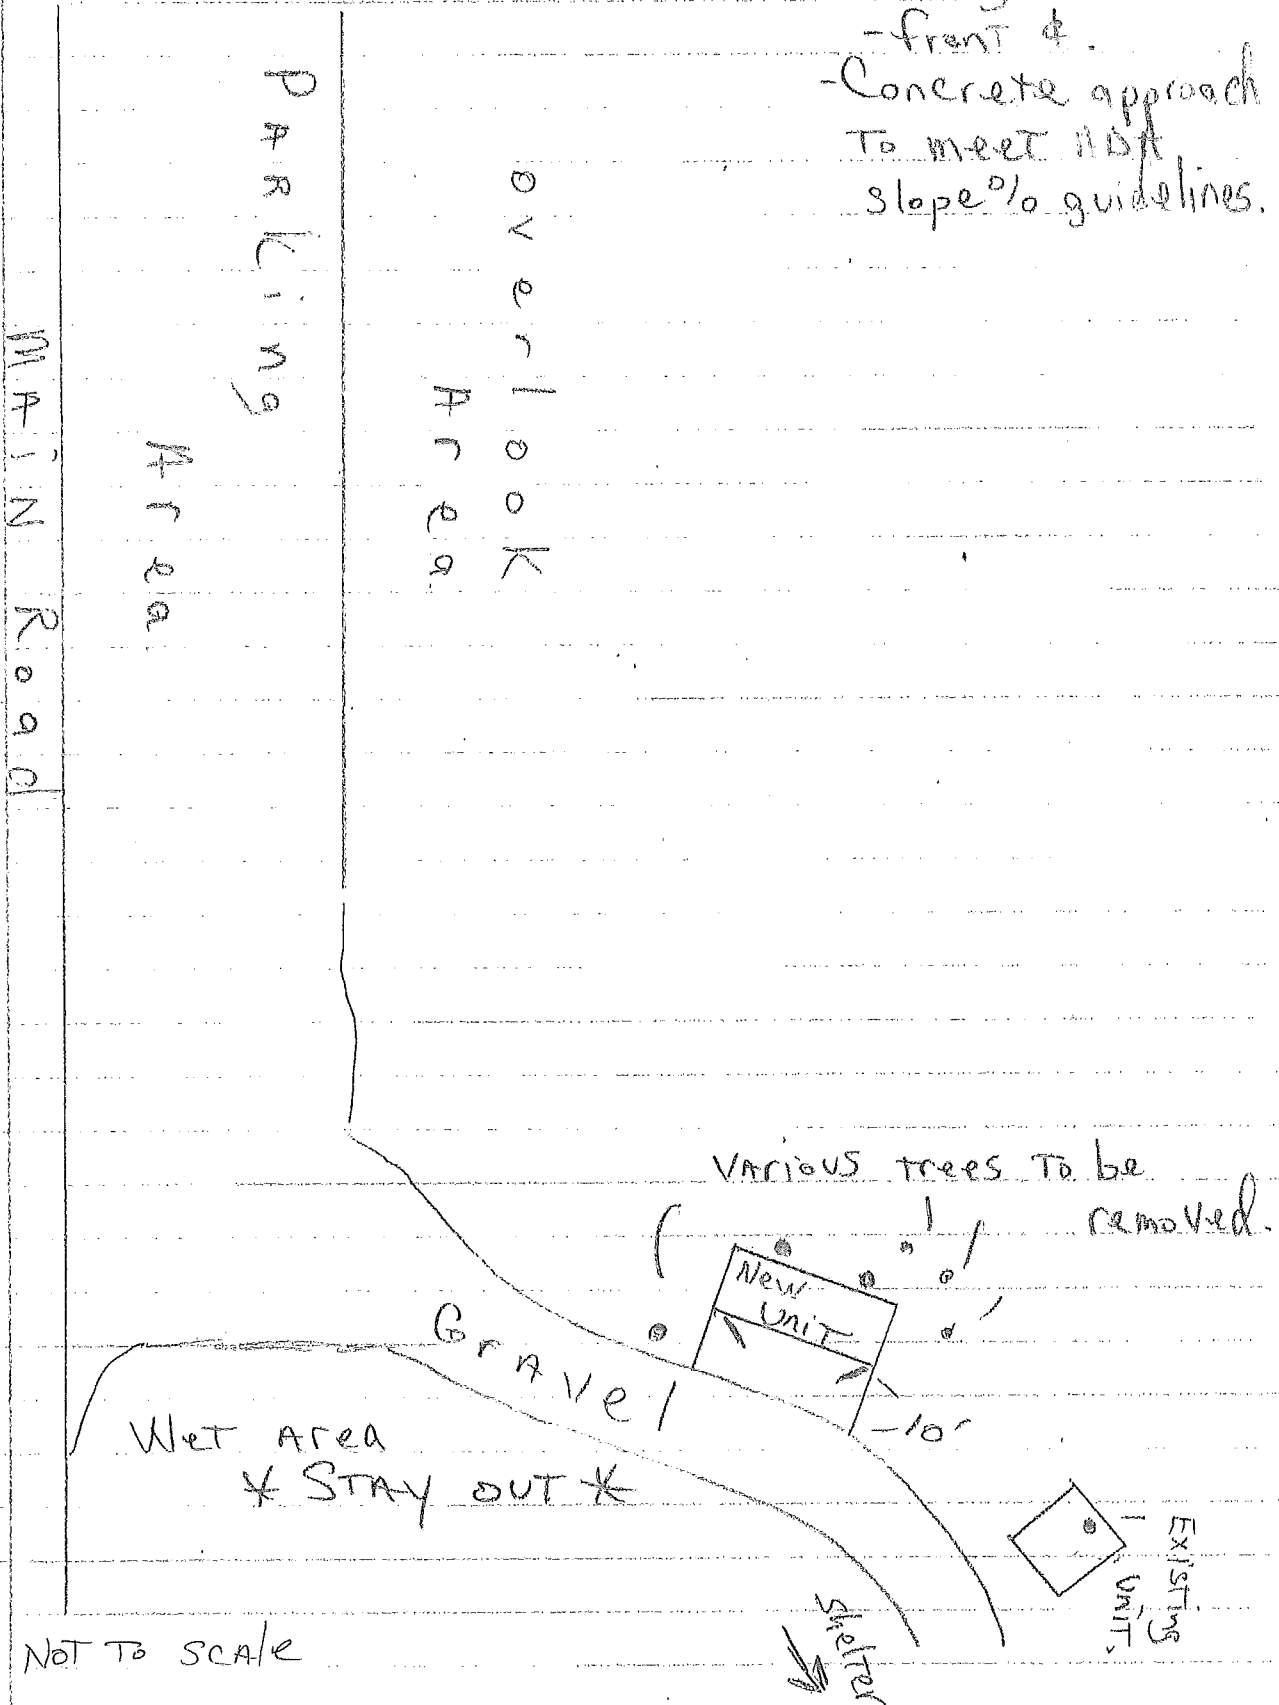 - front &.
- Concrete approach
To meet ADA
slope % guidelines.
Overlook
Area
Parking
Area
MAIN Road
Various trees To be
removed.
New
Unit
Gravel
-10'
Wet Area
* STAY OUT *
Existing
Unit.
Shelter
NOT TO SCAle